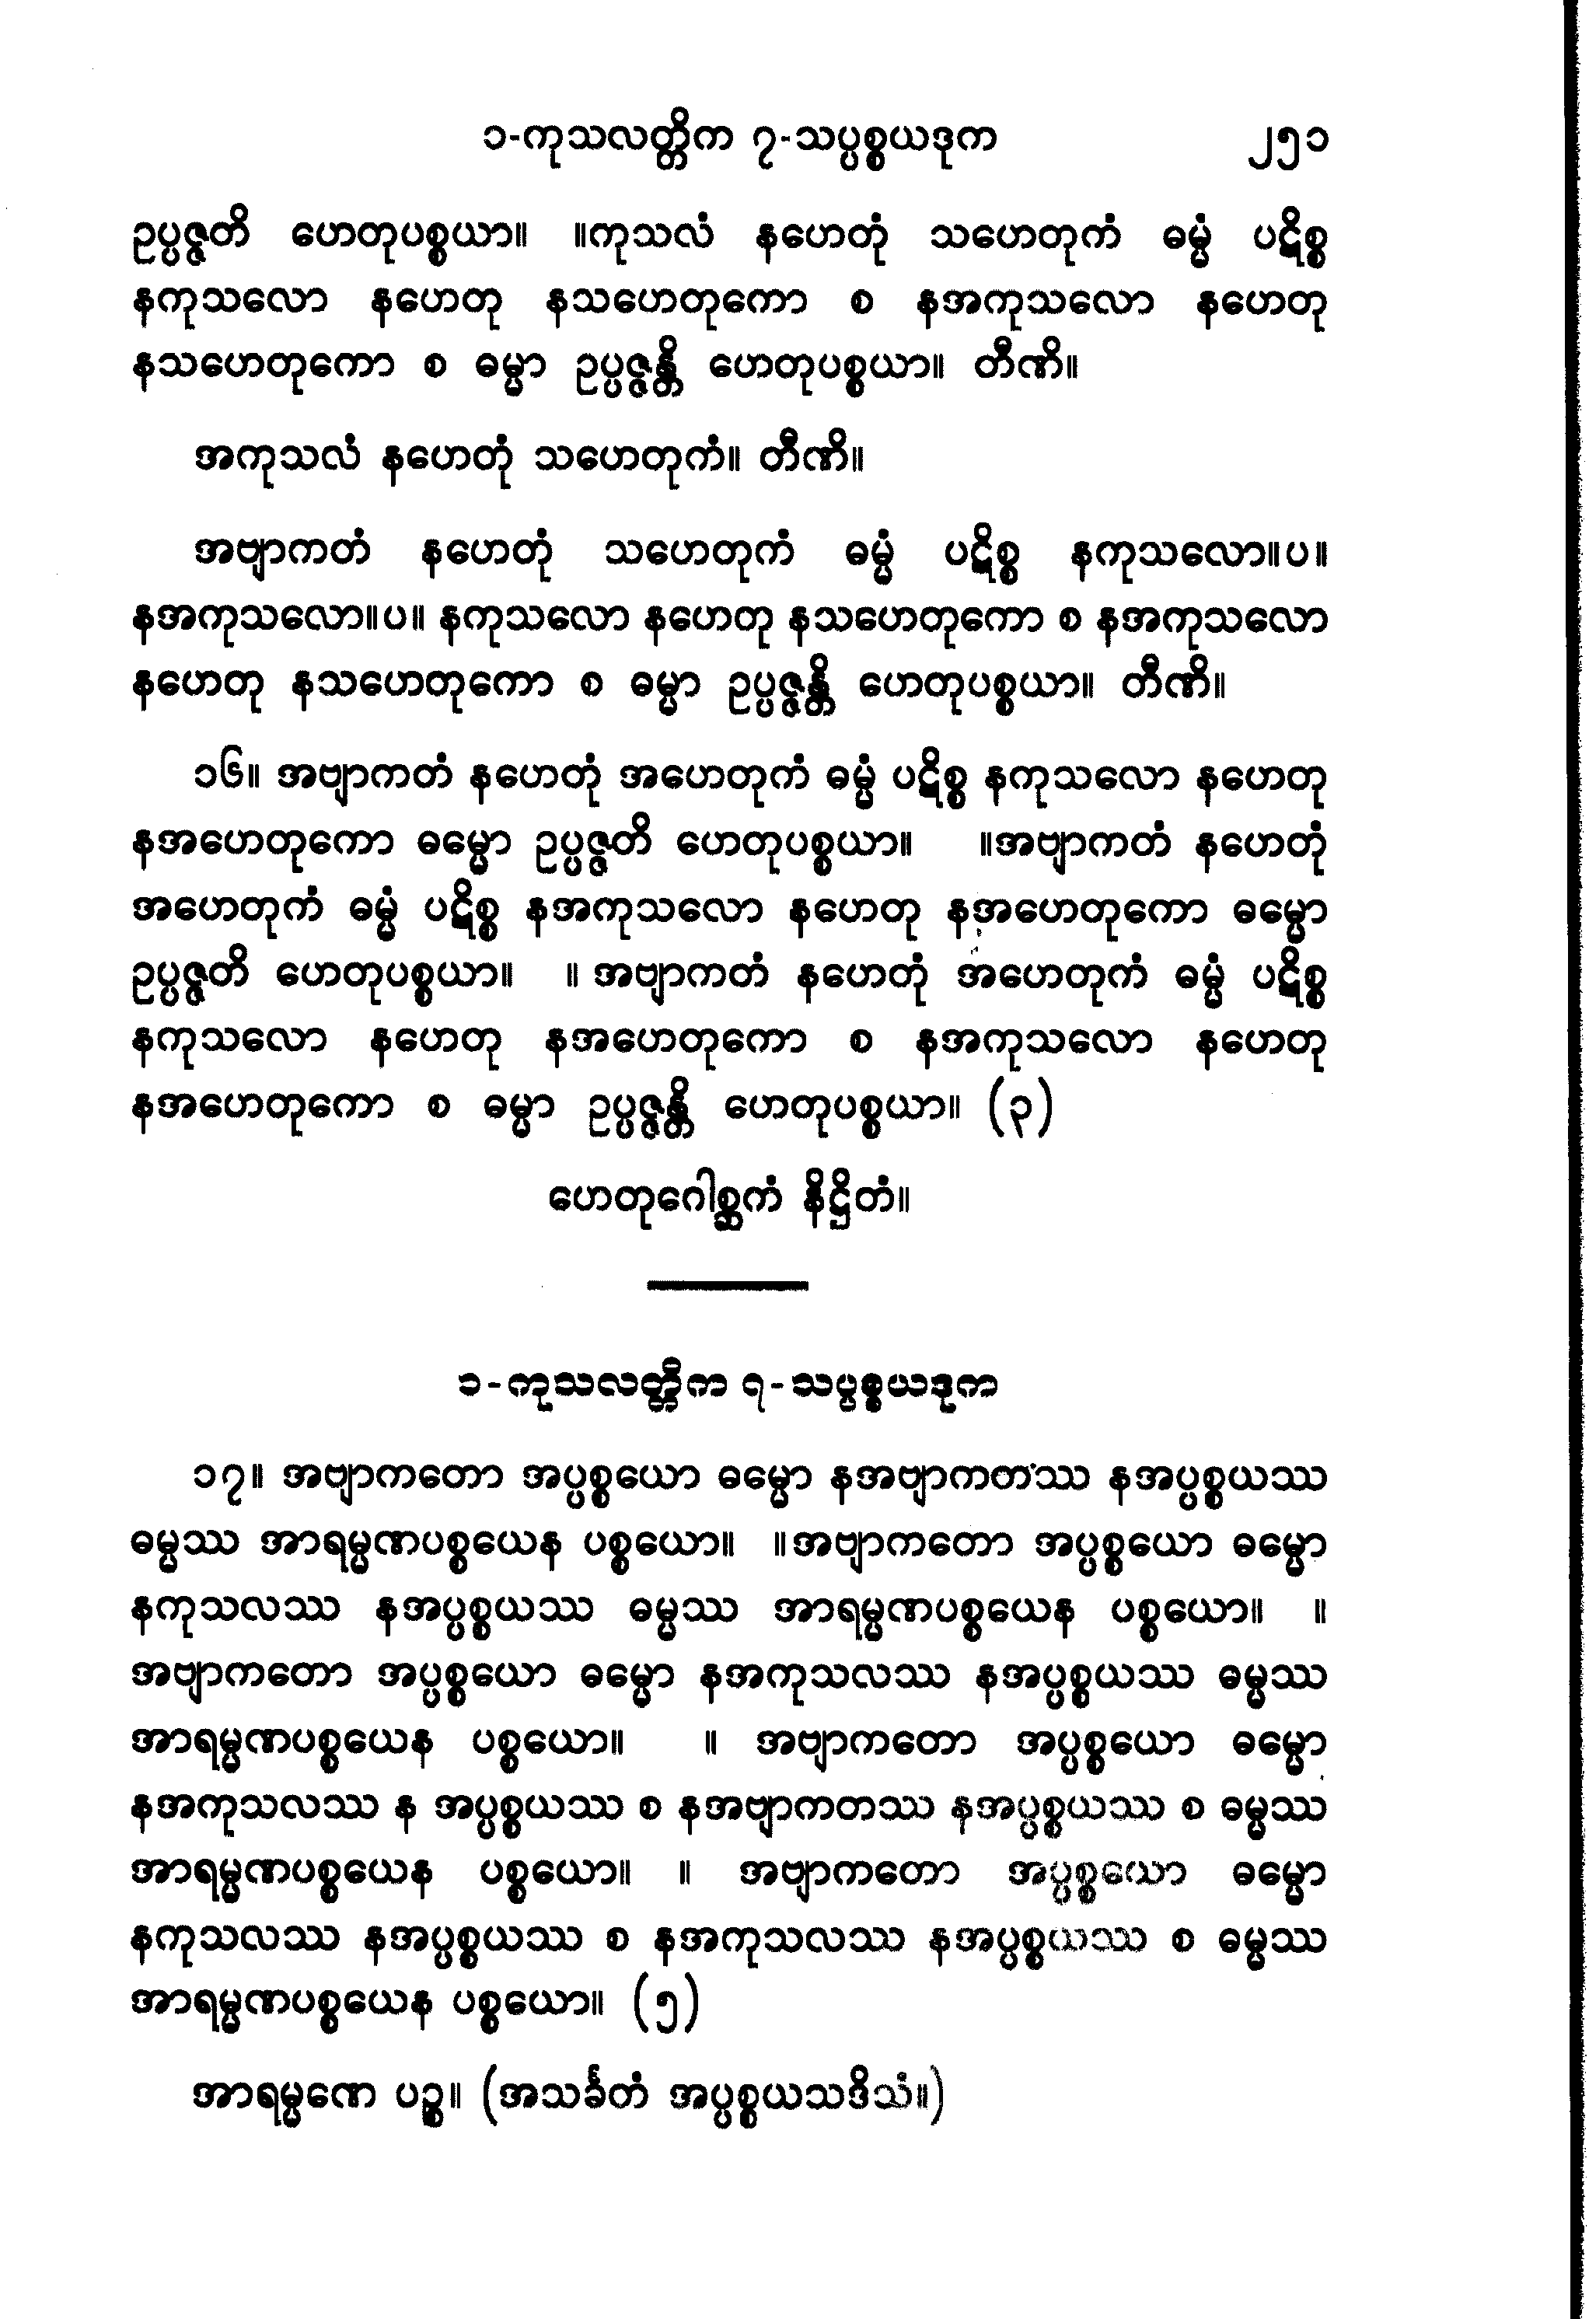 ၁-ကုသလတ္တိက ၇-သပ္ပစ္စယဒုက ၂၅၁
ဥပ္ပဇ္ဇတိ ဟေတုပစ္စယာ။ ။ကုသလံ နဟေတုံ သဟေတုကံ ဓမ္မံ ပဋိစ္စ
နကုသလော နဟေတု နသဟေတုကော စ နအကုသလော နဟေတု
နသဟေတုကော စ ဓမ္မာ ဥပ္ပဇ္ဇန္တိ ဟေတုပစ္စယာ။ တီဏိ။
အကုသလံ နဟေတုံ သဟေတုကံ။ တီဏိ။
အဗျာကတံ နဟေတုံ သဟေတုကံ ဓမ္မံ ပဋိစ္စ နကုသလော။ပ။
နအကုသလော။ပ။ နကုသလော နဟေတု နသဟေတုကော စ နအကုသလော
နဟေတု နသဟေတုကော စ ဓမ္မာ ဥပ္ပဇ္ဇန္တိ ဟေတုပစ္စယာ။ တီဏိ။
၁၆။ အဗျာကတံ နဟေတုံ အဟေတုကံ ဓမ္မံ ပဋိစ္စ နကုသလော နဟေတု
နအဟေတုကော ဓမ္မော ဥပ္ပဇ္ဇတိ ဟေတုပစ္စယာ။ ။အဗျာကတံ နဟေတုံ
အဟေတုကံ ဓမ္မံ ပဋိစ္စ နအကုသလော နဟေတု နအဟေတုကော ဓမ္မော
ဥပ္ပဇ္ဇတိ ဟေတုပစ္စယာ။ ။ အဗျာကတံ နဟေတုံ အဟေတုကံ ဓမ္မံ ပဋိစ္စ
နကုသလော နဟေတု နအဟေတုကော စ နအကုသလော နဟေတု
နအဟေတုကော စ ဓမ္မာ ဥပ္ပဇ္ဇန္တိ ဟေတုပစ္စယာ။ (၃)
ဟေတုဂေါစ္ဆကံ နိဋ္ဌိတံ။
၁-ကုသလတ္တိက ၇-သပ္ပစ္စယဒုက
၁၇။ အဗျာကတော အပ္ပစ္စယော ဓမ္မော နအဗျာကတဿ နအပ္ပစ္စယဿ
ဓမ္မဿ အာရမ္မဏပစ္စယေန ပစ္စယော။ ။အဗျာကတော အပ္ပစ္စယော ဓမ္မော
နကုသလဿ နအပ္ပစ္စယဿ ဓမ္မဿ အာရမ္မဏပစ္စယေန ပစ္စယော။ ။
အဗျာကတော အပ္ပစ္စယော ဓမ္မော နအကုသလဿ နအပ္ပစ္စယဿ ဓမ္မဿ
အာရမ္မဏပစ္စယေန ပစ္စယော။ ။ အဗျာကတော အပ္ပစ္စယော ဓမ္မော
နအကုသလဿ န အပ္ပစ္စယဿ စ နအဗျာကတဿ နအပ္ပစ္စယဿ စ ဓမ္မဿ
အာရမ္မဏပစ္စယေန ပစ္စယော။ ။ အဗျာကတော အပ္ပစ္စယော ဓမ္မော
နကုသလဿ နအပ္ပစ္စယဿ စ နအကုသလဿ နအပ္ပစ္စယဿ စ ဓမ္မဿ
အာရမ္မဏပစ္စယေန ပစ္စယော။ (၅)
အာရမ္မဏေ ပဉ္စ။ (အသင်္ခတံ အပ္ပစ္စယသဒိသံ။)